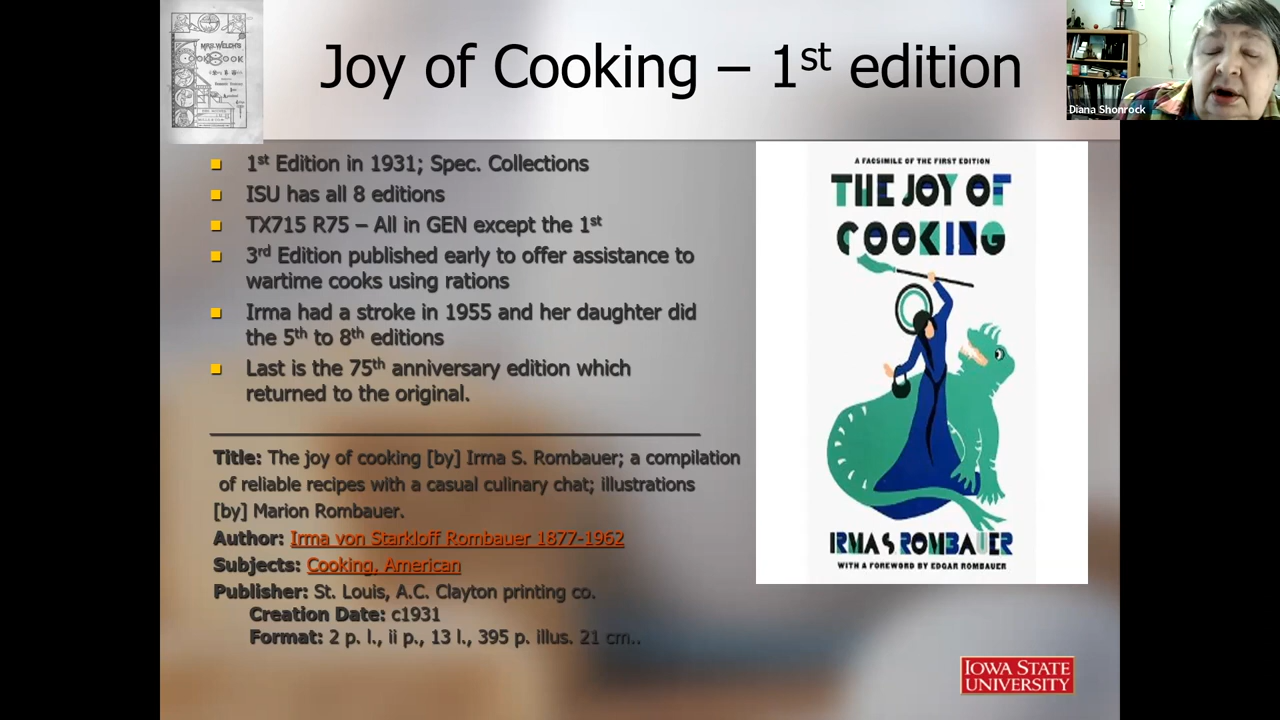 MRS. WELCH'S
COOK BOOK
Joy of Cooking – 1st edition
Diana Shonrock
1st Edition in 1931; Spec. Collections
ISU has all 8 editions
TX715 R75 – All in GEN except the 1st
3rd Edition published early to offer assistance to
wartime cooks using rations
Irma had a stroke in 1955 and her daughter did
the 5th to 8th editions
Last is the 75th anniversary edition which
returned to the original.
Title: The joy of cooking [by] Irma S. Rombauer; a compilation
of reliable recipes with a casual culinary chat; illustrations
[by] Marion Rombauer.
Author: Irma von Starkloff Rombauer 1877-1962
Subjects: Cooking, American
Publisher: St. Louis, A.C. Clayton printing co.
Creation Date: c1931
Format: 2 p. l., ii p., 13 l., 395 p. illus. 21 cm..
A FACSIMILE OF THE FIRST EDITION
THE JOY OF
COOKING
IRMA S ROMBAUER
WITH A FOREWORD BY EDGAR ROMBAUER
IOWA STATE
UNIVERSITY